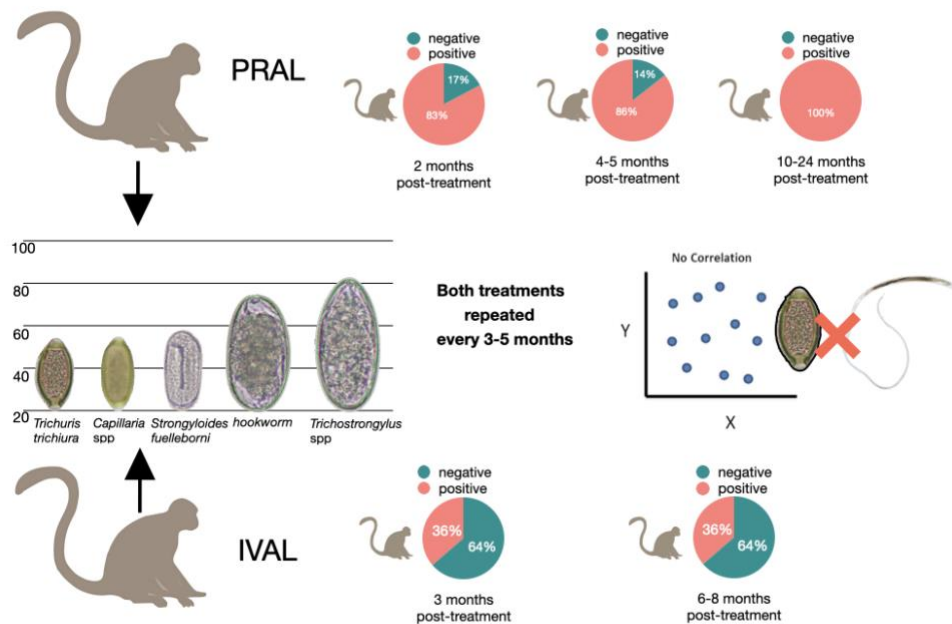 PRAL
negative
positive
17%
83%
2 months
post-treatment
negative
positive
14%
86%
4-5 months
post-treatment
negative
positive
100%
10-24 months
post-treatment
100
80
60
40
20
Trichuris
trichiura
Capillaria
spp
Strongyloides
fuelleborni
hookworm
Trichostrongylus
spp
Both treatments
repeated
every 3-5 months
No Correlation
Y
X
IVAL
negative
positive
36%
64%
3 months
post-treatment
negative
positive
36%
64%
6-8 months
post-treatment